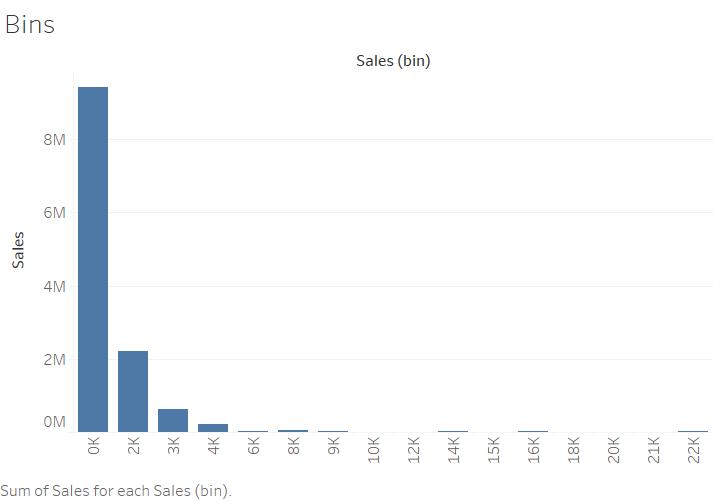 Bins
Sales (bin)
8M
6M
4M
2M
0M
Sales
0K 2K 3K 4K 6K 8K 9K 10K 12K 14K 15K 16K 18K 20K 21K 22K
Sum of Sales for each Sales (bin).